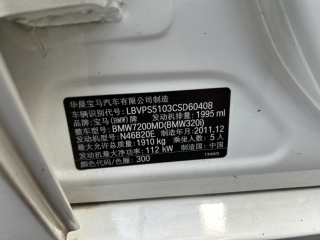 华晨宝马汽车有限公司制造
车辆识别代号: LBVPS5103CSD60408
发动机排量: 1995 ml
品牌: 宝马(BMW)牌
整车型号: BMW7200MD(BMW320i)
发动机型号: N46B20E 制造年月: 2011.12
最大允许总质量: 1910 kg 乘坐人数: 5 人
发动机最大净功率: 112 kW 制造国: 中国
颜色代码/色圈: 300